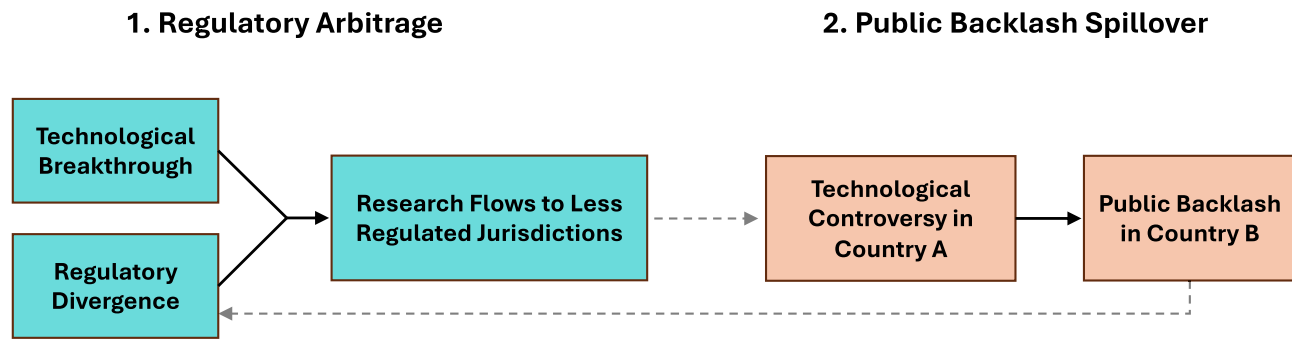 1. Regulatory Arbitrage
2. Public Backlash Spillover
Technological
Breakthrough
Regulatory
Divergence
Research Flows to Less
Regulated Jurisdictions
Technological
Controversy in
Country A
Public Backlash
in Country B